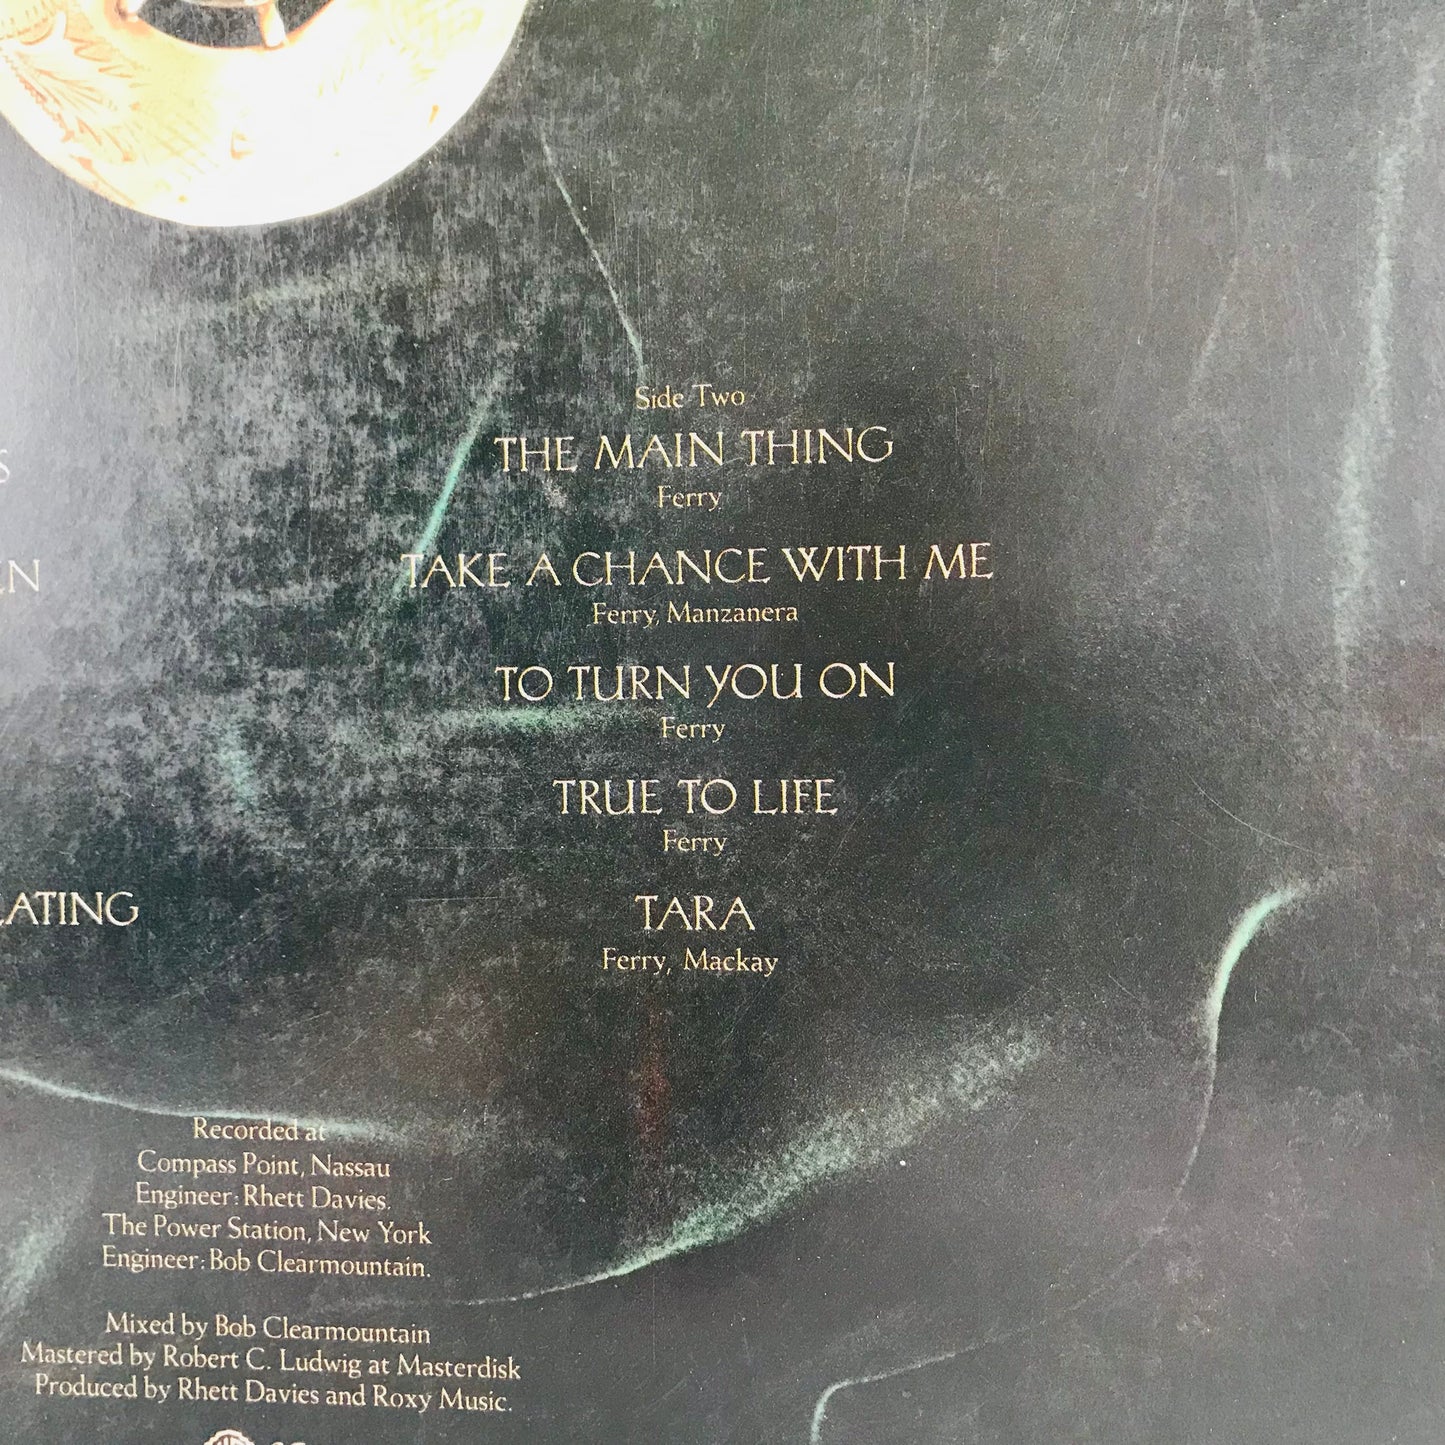 Side Two
THE MAIN THING
Ferry
TAKE A CHANCE WITH ME
Ferry, Manzanera
TO TURN YOU ON
Ferry
TRUE TO LIFE
Ferry
TARA
Ferry, Mackay
Recorded at
Compass Point, Nassau
Engineer: Rhett Davies.
The Power Station, New York
Engineer: Bob Clearmountain.
Mixed by Bob Clearmountain
Mastered by Robert C. Ludwig at Masterdisk
Produced by Rhett Davies and Roxy Music.